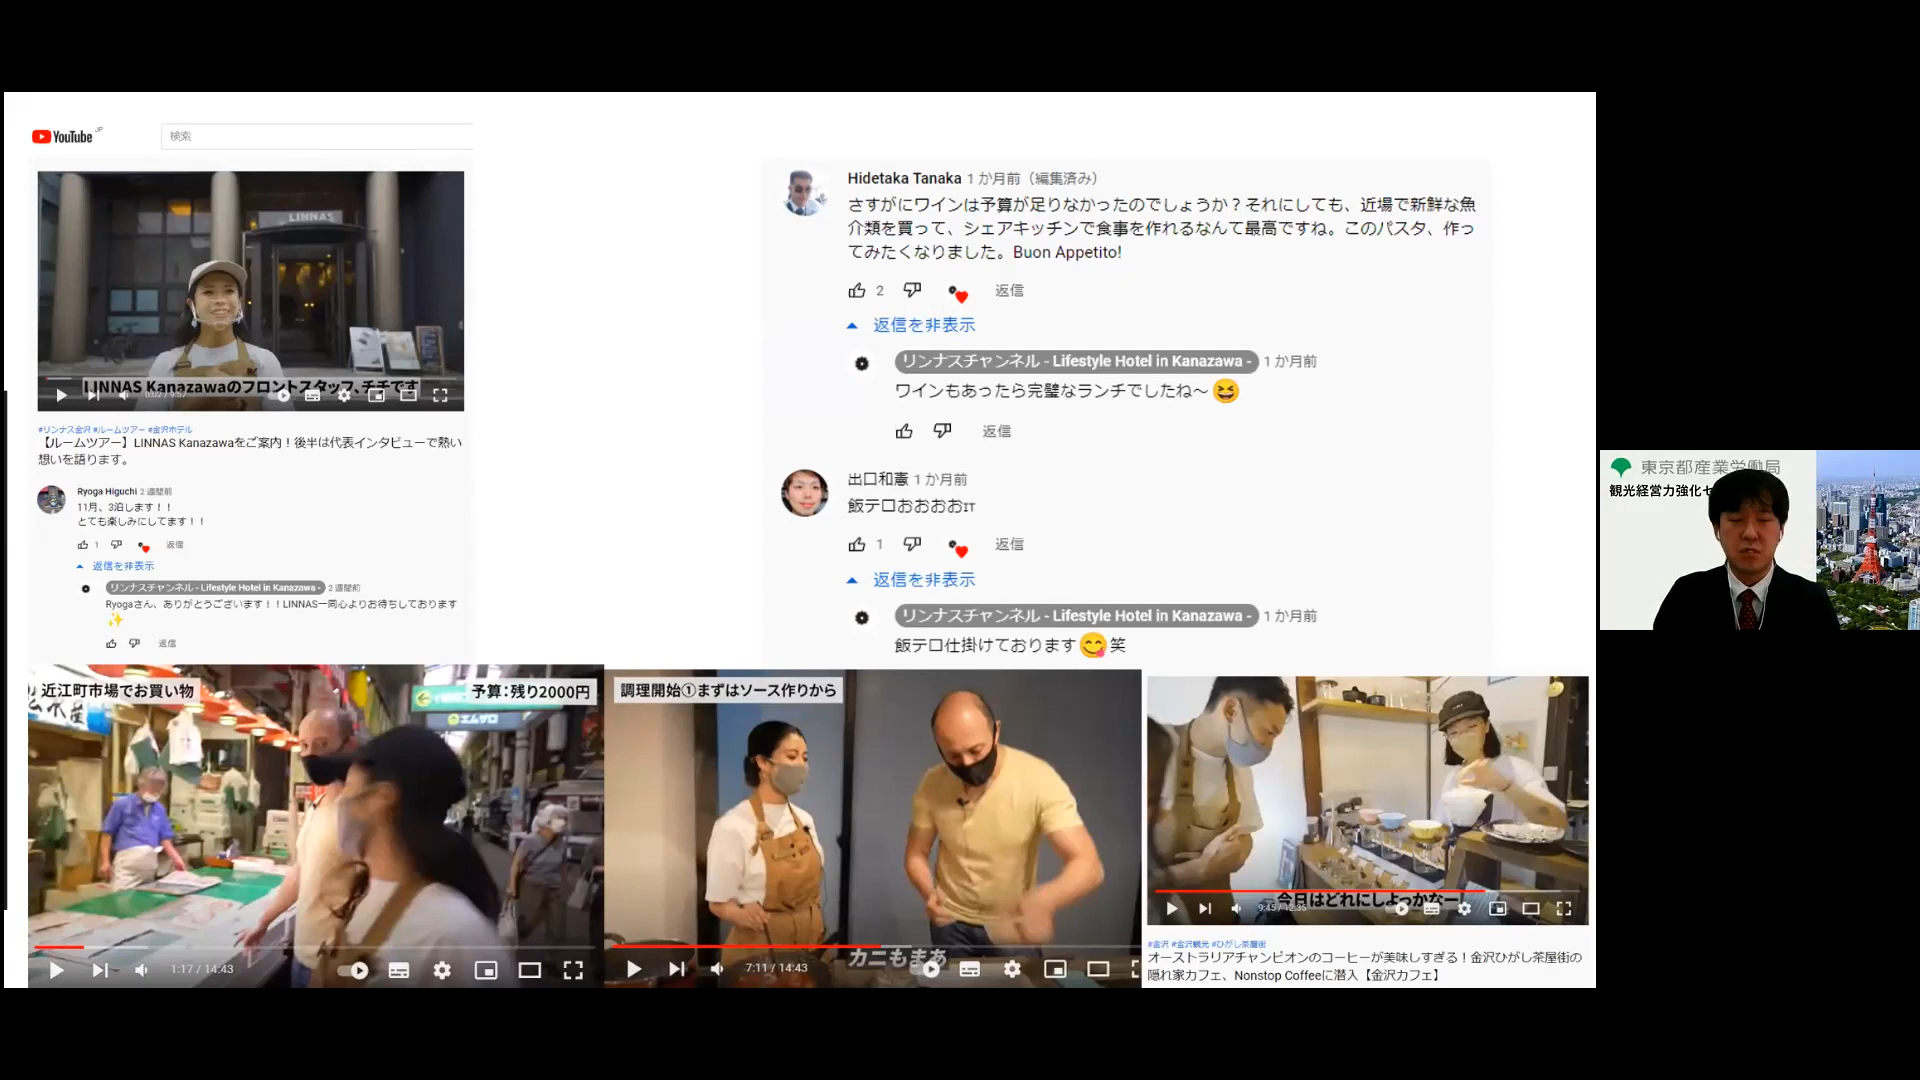 YouTube JP
検索
LINNAS
LINNAS Kanazawaのフロントスタッフ、チチです
0:02 / 9:57
#リンナス金沢 #ルームツアー #金沢ホテル
【ルームツアー】LINNAS Kanazawaをご案内！後半は代表インタビューで熱い
想いを語ります。
Ryoga Higuchi 2 週間前
11月、3泊します！！
とても楽しみにしてます！！
1 返信
返信を非表示
リンナスチャンネル - Lifestyle Hotel in Kanazawa - 2 週間前
Ryogaさん、ありがとうございます！！LINNAS一同心よりお待ちしております
✨
返信
Hidetaka Tanaka 1 か月前（編集済み）
さすがにワインは予算が足りなかったのでしょうか？それにしても、近場で新鮮な魚
介類を買って、シェアキッチンで食事を作れるなんて最高ですね。このパスタ、作っ
てみたくなりました。Buon Appetito!
2 返信
返信を非表示
リンナスチャンネル - Lifestyle Hotel in Kanazawa - 1 か月前
ワインもあったら完璧なランチでしたね〜😆
返信
出口和憲 1 か月前
飯テロおおおおɪᴛ
1 返信
返信を非表示
リンナスチャンネル - Lifestyle Hotel in Kanazawa - 1 か月前
飯テロ仕掛けております😋笑
近江町市場でお買い物
予算：残り2000円
エムザ口
1:17 / 14:43
調理開始①まずはソース作りから
カニもまあ
7:11 / 14:43
今日はどれにしよっかなー
9:45 / 12:35
#金沢 #金沢観光 #ひがし茶屋街
オーストラリアチャンピオンのコーヒーが美味しすぎる！金沢ひがし茶屋街の
隠れ家カフェ、Nonstop Coffeeに潜入【金沢カフェ】
東京都産業労働局
観光経営力強化セ